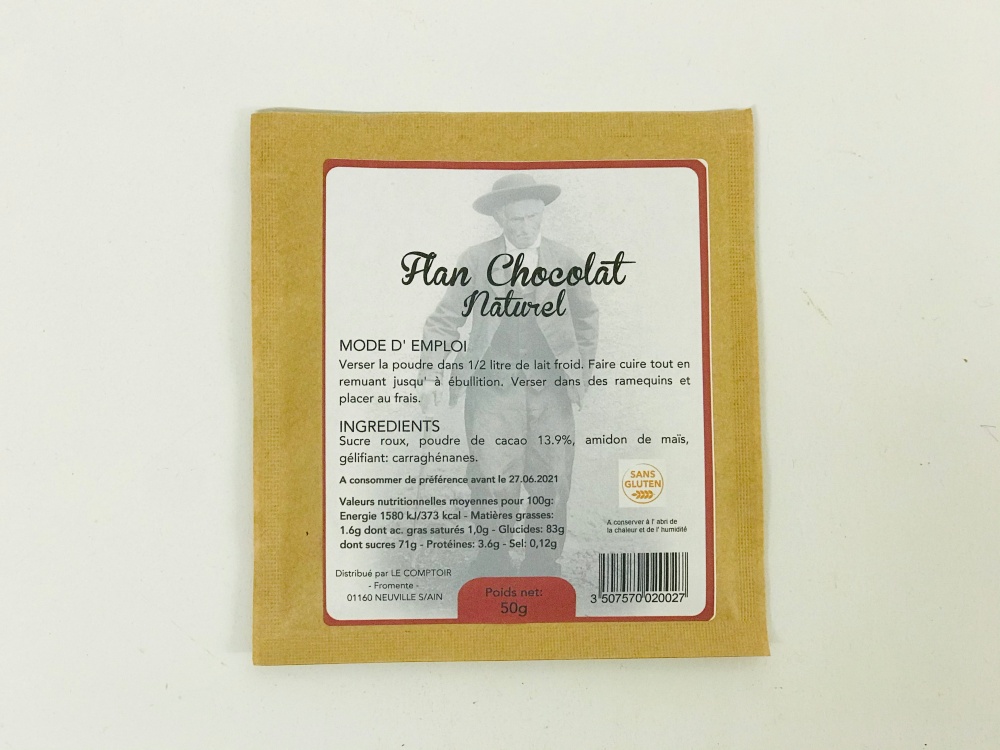 Flan Chocolat
Naturel
MODE D' EMPLOI
Verser la poudre dans 1/2 litre de lait froid. Faire cuire tout en
remuant jusqu' à ébullition. Verser dans des ramequins et
placer au frais.
INGREDIENTS
Sucre roux, poudre de cacao 13.9%, amidon de maïs,
gélifiant: carraghénanes.
A consommer de préférence avant le 27.06.2021
SANS
GLUTEN
Valeurs nutritionnelles moyennes pour 100g:
Energie 1580 kJ/373 kcal - Matières grasses:
1.6g dont ac. gras saturés 1,0g - Glucides: 83g
dont sucres 71g - Protéines: 3.6g - Sel: 0,12g
A conserver à l' abri de
la chaleur et de l' humidité
Distribué par LE COMPTOIR
- Fromente -
01160 NEUVILLE S/AIN
Poids net:
50g
3 507570 020027